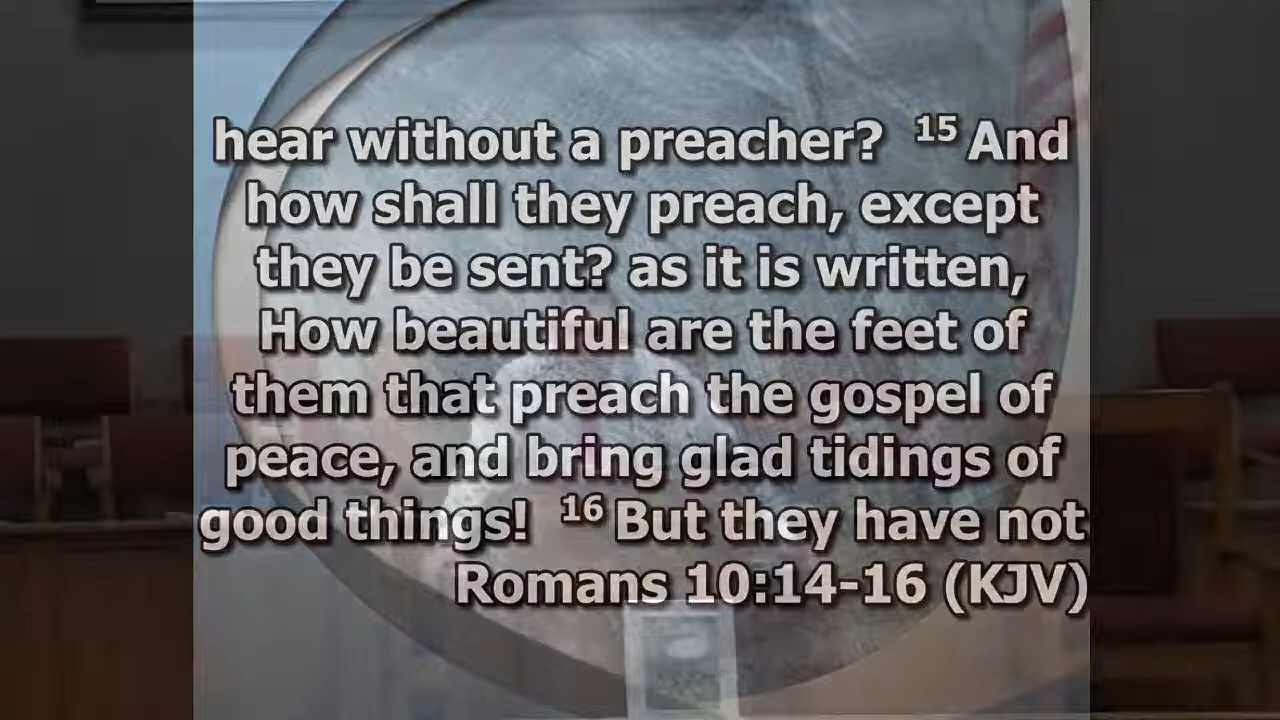 hear without a preacher? 15 And
how shall they preach, except
they be sent? as it is written,
How beautiful are the feet of
them that preach the gospel of
peace, and bring glad tidings of
good things! 16 But they have not
Romans 10:14-16 (KJV)